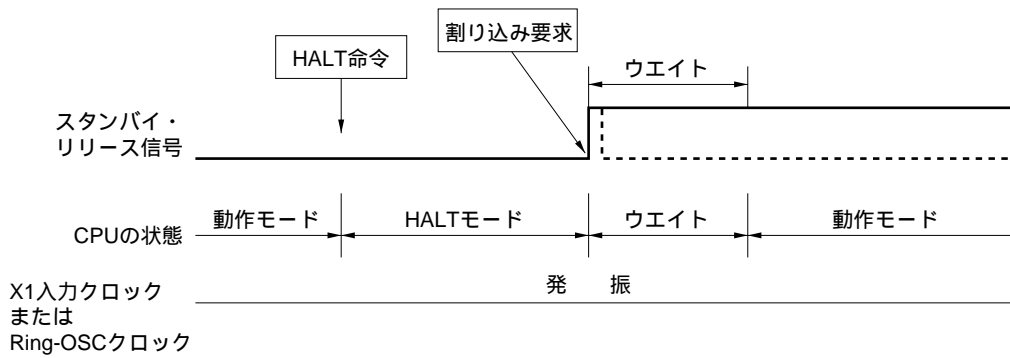 割り込み要求
HALT命令
ウエイト
スタンバイ・
リリース信号
動作モード
HALTモード
ウエイト
動作モード
CPUの状態
発　振
X1入力クロック
または
Ring-OSCクロック